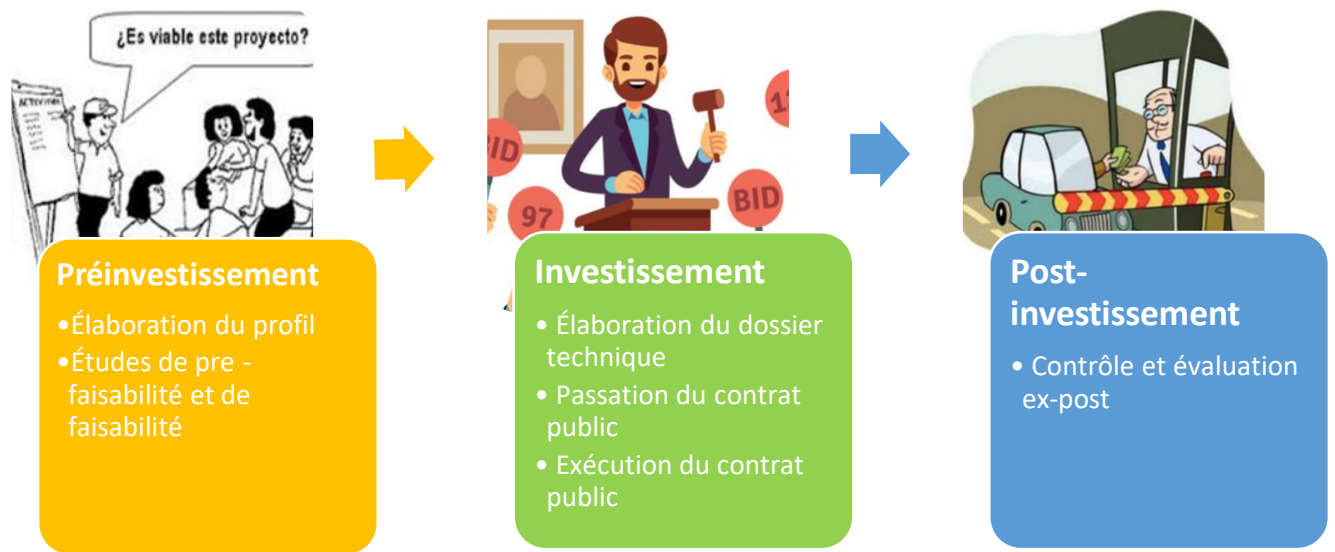 ¿Es viable este proyecto?
ACTIVIDADES
BID
97
BID
Préinvestissement
•Élaboration du profil
•Études de pre -
faisabilité et de
faisabilité
Investissement
• Élaboration du dossier
technique
• Passation du contrat
public
• Exécution du contrat
public
Post-
investissement
• Contrôle et évaluation
ex-post